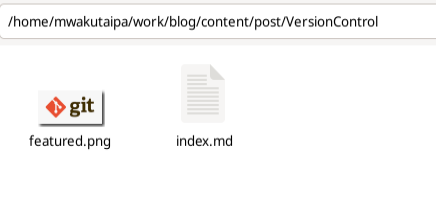 /home/mwakutaipa/work/blog/content/post/VersionControl
git
featured.png index.md